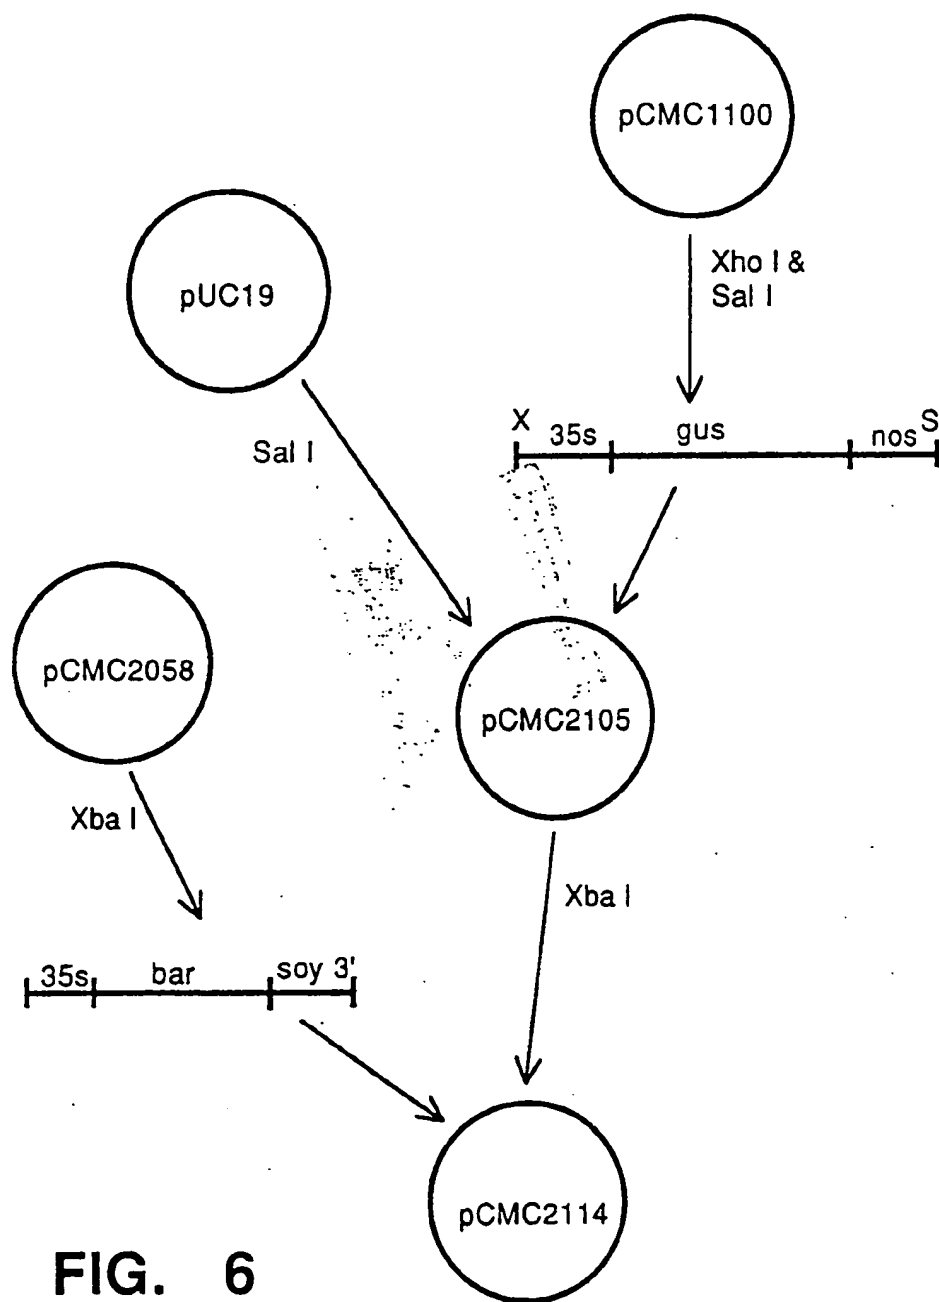 pCMC1100
Xho I &
Sal I
pUC19
Sal I
X 35s gus nos S
pCMC2058
pCMC2105
Xba I
Xba I
35s bar soy 3'
pCMC2114
FIG. 6